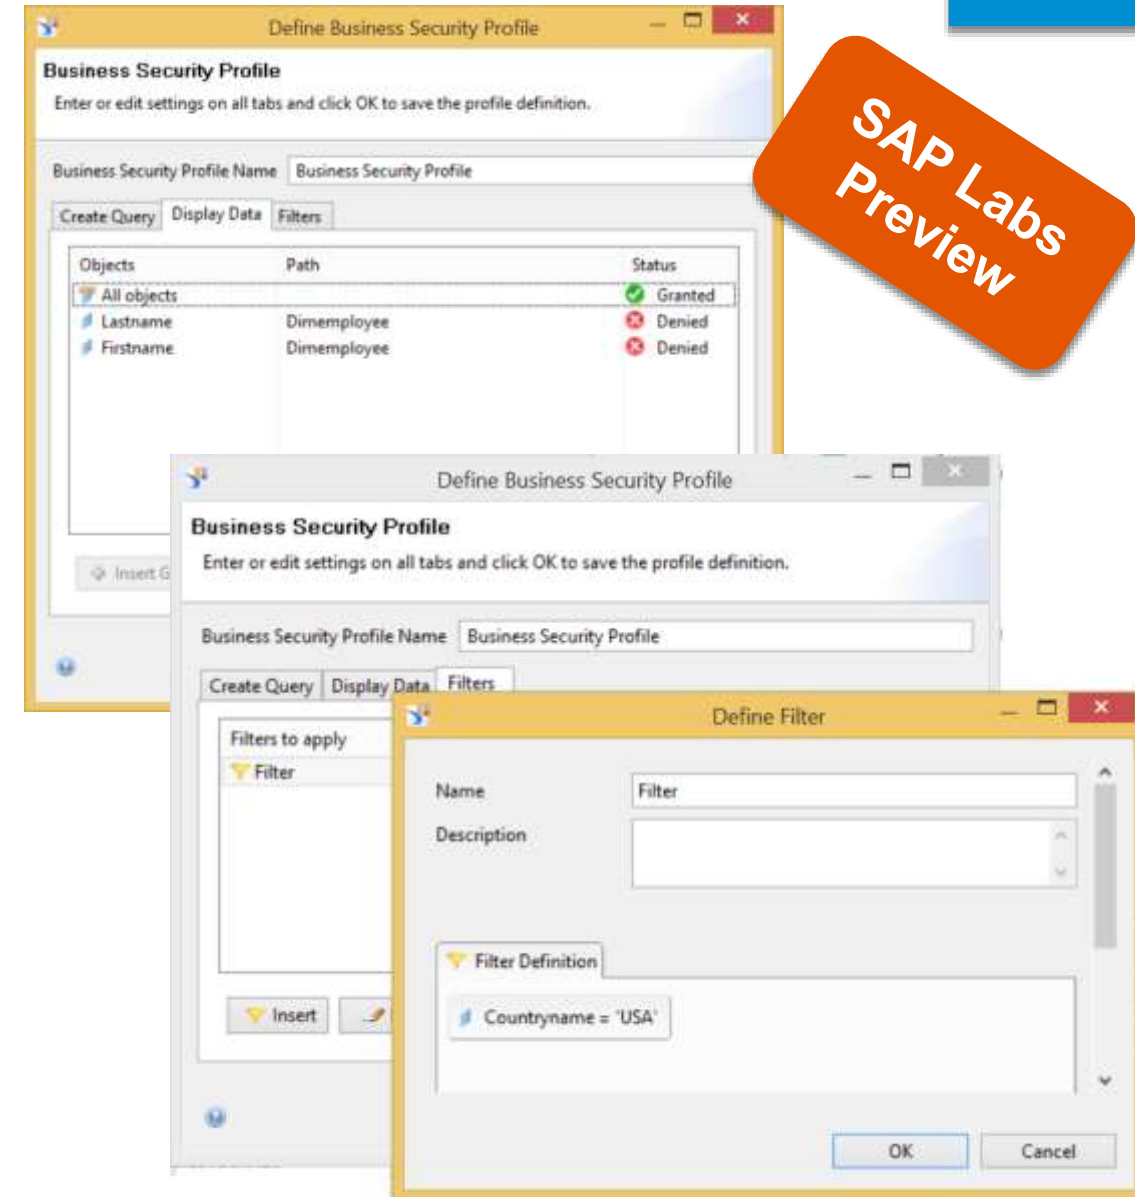 Define Business Security Profile
Business Security Profile
Enter or edit settings on all tabs and click OK to save the profile definition.
Business Security Profile Name Business Security Profile
Create Query Display Data Filters
Objects Path Status
All objects Granted
Lastname Dimemployee Denied
Firstname Dimemployee Denied
Insert G
SAP Labs
Preview
Define Business Security Profile
Business Security Profile
Enter or edit settings on all tabs and click OK to save the profile definition.
Business Security Profile Name Business Security Profile
Create Query Display Data Filters
Filters to apply
Filter
Insert
Define Filter
Name Filter
Description
Filter Definition
Countryname = 'USA'
OK Cancel